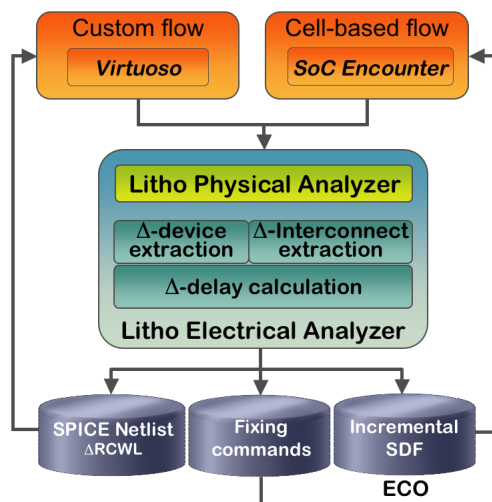 Custom flow
Virtuoso
Cell-based flow
SoC Encounter
Litho Physical Analyzer
Δ-device
extraction
Δ-Interconnect
extraction
Δ-delay calculation
Litho Electrical Analyzer
SPICE Netlist
ΔRCWL
Fixing
commands
Incremental
SDF
ECO